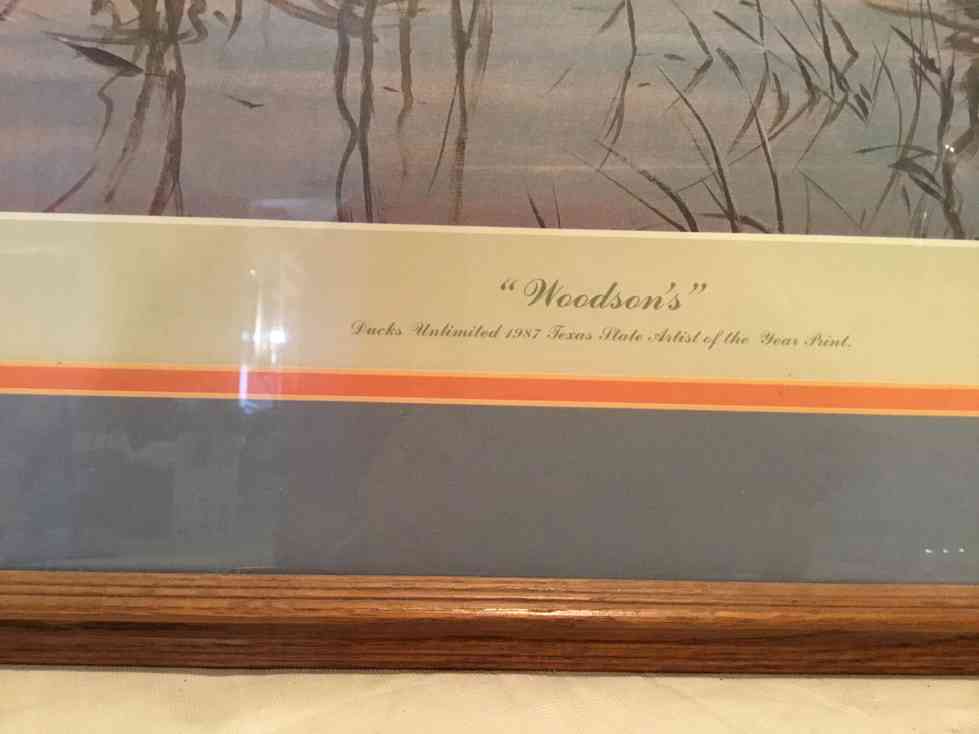 “Woodson's”
Ducks Unlimited 1987 Texas State Artist of the Year Print.